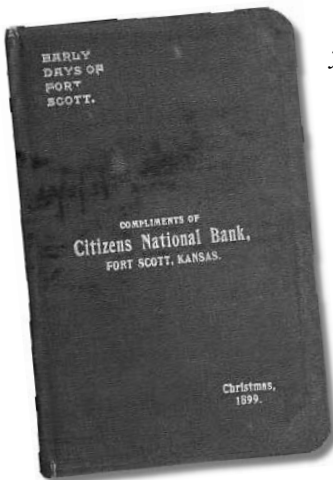 EARLY
DAYS OF
FORT
SCOTT.
COMPLIMENTS OF
Citizens National Bank,
FORT SCOTT, KANSAS.
Christmas,
1899.